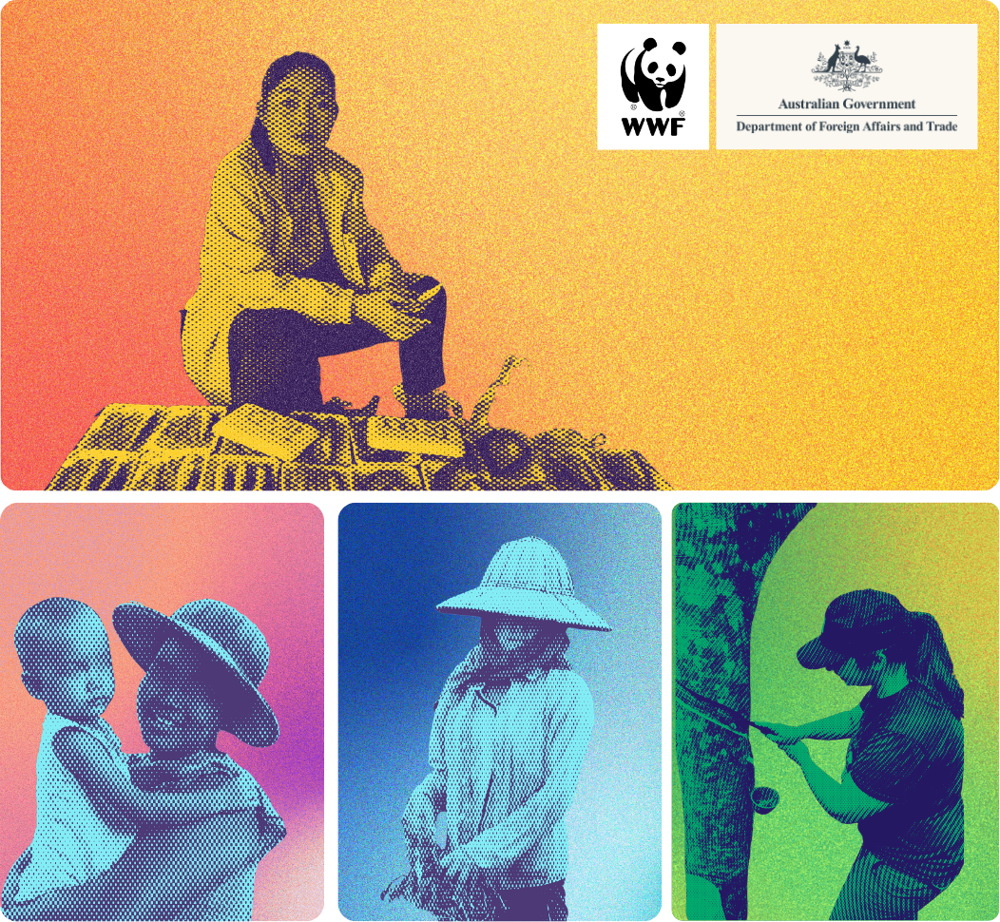 WWF
Australian Government
Department of Foreign Affairs and Trade